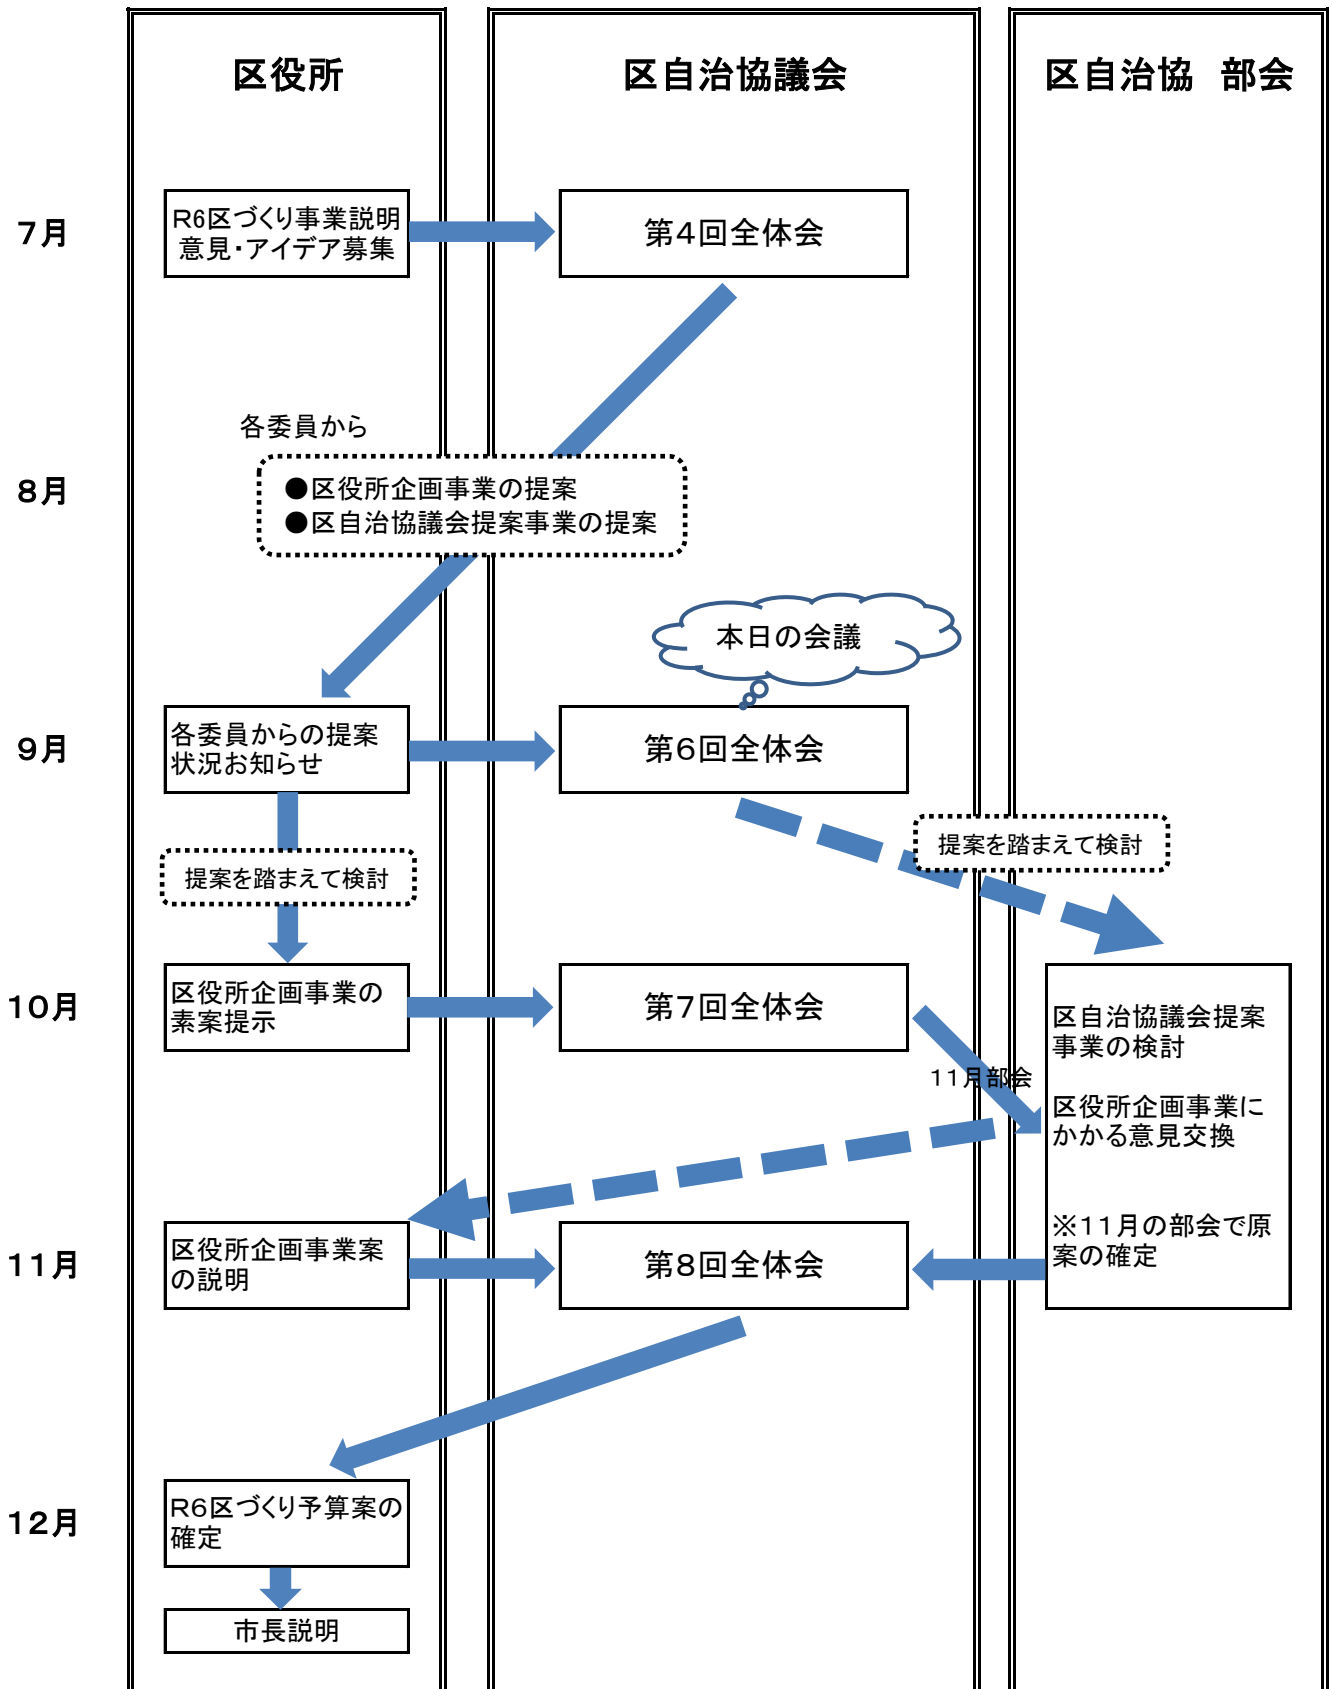 区役所
区自治協議会
区自治協　部会
7月
R6区づくり事業説明
意見・アイデア募集
第4回全体会
各委員から
8月
●区役所企画事業の提案
●区自治協議会提案事業の提案
本日の会議
9月
各委員からの提案
状況お知らせ
第6回全体会
提案を踏まえて検討
提案を踏まえて検討
10月
区役所企画事業の
素案提示
第7回全体会
11月部会
区自治協議会提案
事業の検討
区役所企画事業に
かかる意見交換
※11月の部会で原
案の確定
11月
区役所企画事業案
の説明
第8回全体会
12月
R6区づくり予算案の
確定
市長説明